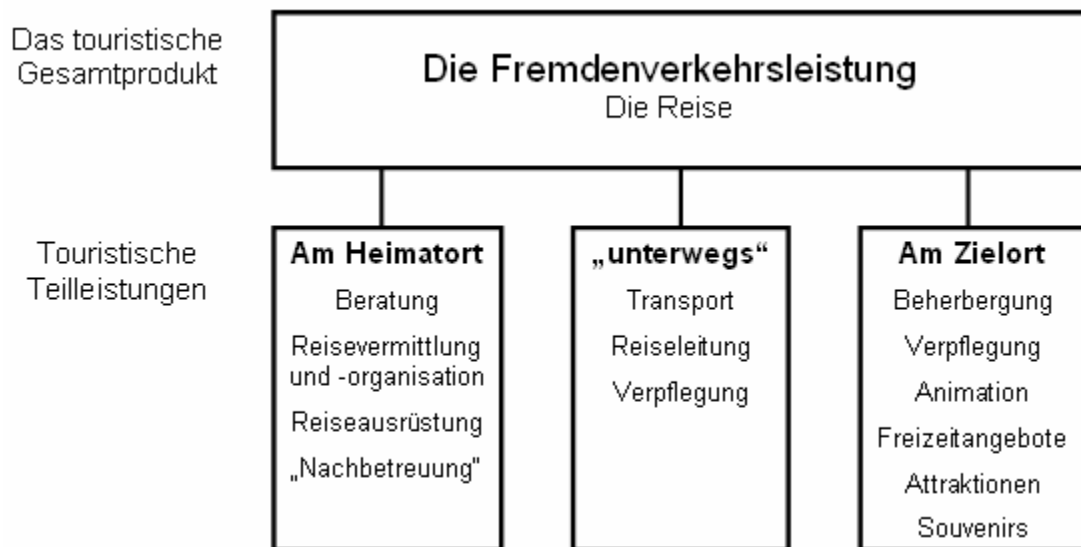 Das touristische
Gesamtprodukt
Die Fremdenverkehrsleistung
Die Reise
Touristische
Teilleistungen
Am Heimatort
Beratung
Reisevermittlung
und -organisation
Reiseausrüstung
„Nachbetreuung"
„unterwegs“
Transport
Reiseleitung
Verpflegung
Am Zielort
Beherbergung
Verpflegung
Animation
Freizeitangebote
Attraktionen
Souvenirs